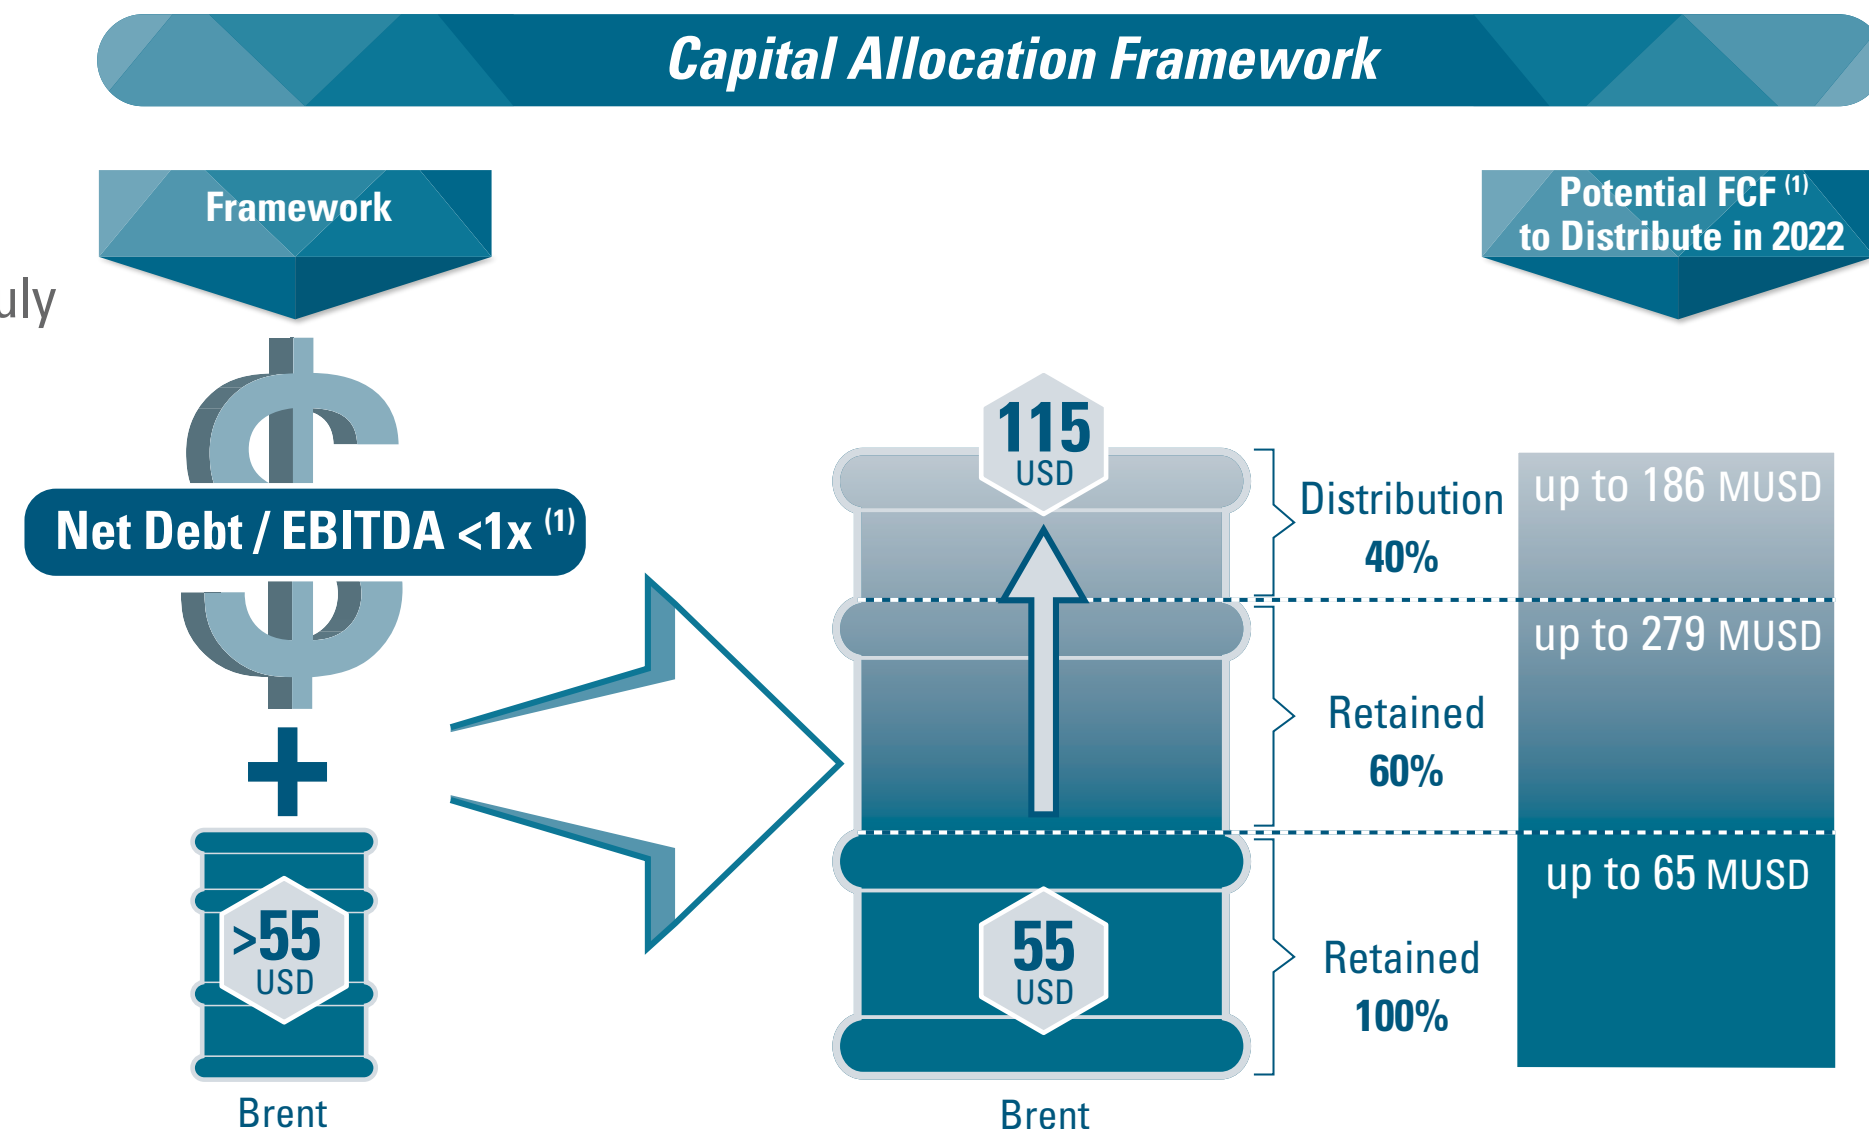 Capital Allocation Framework
Framework
uly
Net Debt / EBITDA <1x (1)
+
>55
USD
Brent
115
USD
55
USD
Brent
Distribution
40%
Retained
60%
Retained
100%
Potential FCF (1)
to Distribute in 2022
up to 186 MUSD
up to 279 MUSD
up to 65 MUSD